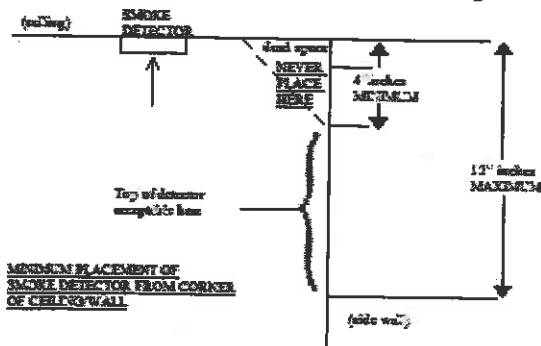 (ceiling)
SMOKE
DETECTOR
dead space
NEVER
PLACE
HERE
4" inches
MINIMUM
12" inches
MAXIMUM
Top of detector
acceptable here
MINIMUM PLACEMENT OF
SMOKE DETECTOR FROM CORNER
OF CEILING/WALL
(side wall)